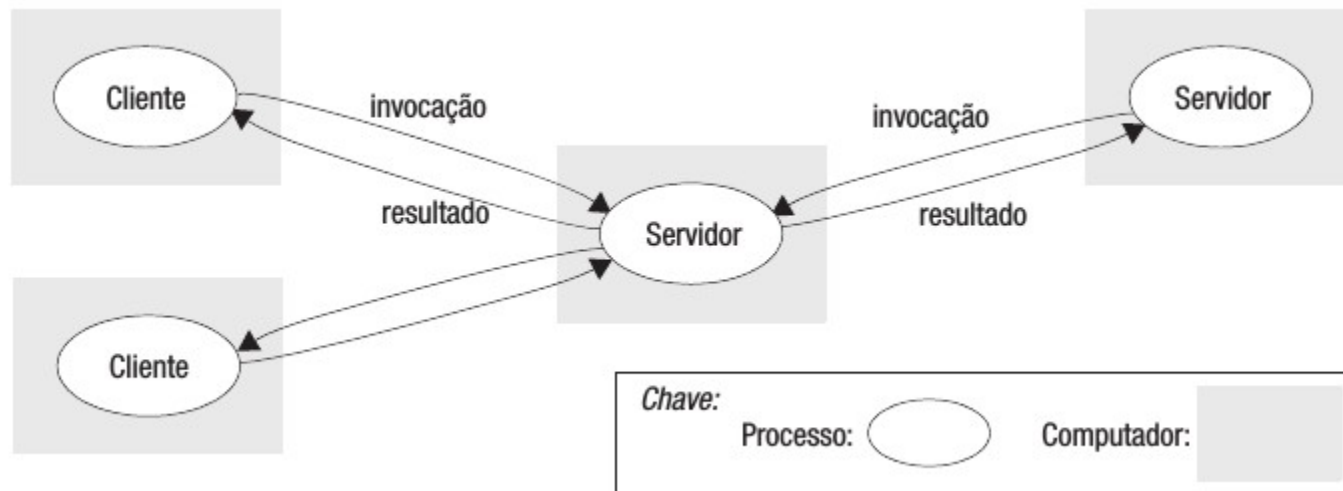 Cliente
invocação
resultado
Servidor
invocação
resultado
Servidor
Cliente
Chave:
Processo:
Computador: